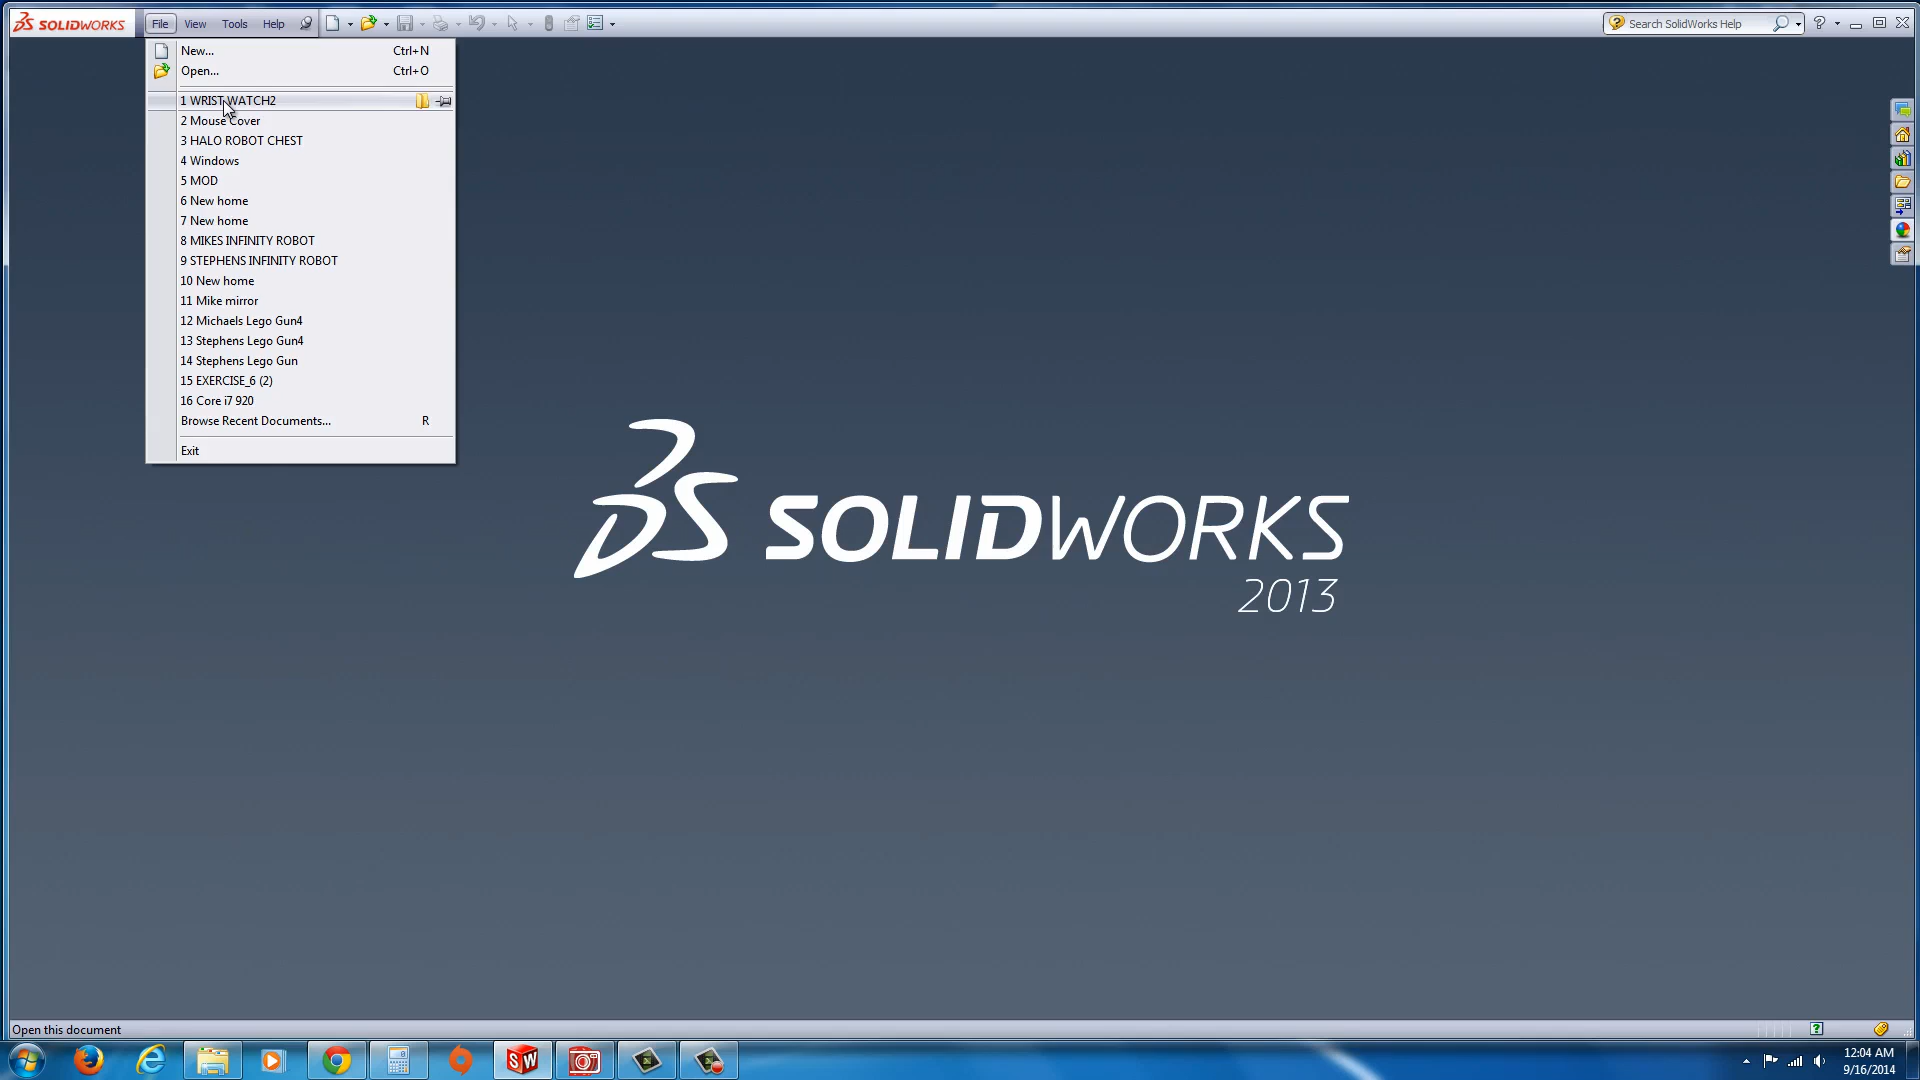 SOLIDWORKS File View Tools Help Search SolidWorks Help
New... Ctrl+N
Open... Ctrl+O
1 WRIST WATCH2
2 Mouse Cover
3 HALO ROBOT CHEST
4 Windows
5 MOD
6 New home
7 New home
8 MIKES INFINITY ROBOT
9 STEPHENS INFINITY ROBOT
10 New home
11 Mike mirror
12 Michaels Lego Gun4
13 Stephens Lego Gun4
14 Stephens Lego Gun
15 EXERCISE_6 (2)
16 Core i7 920
Browse Recent Documents... R
Exit
SOLIDWORKS
2013
Open this document
SW
12:04 AM
9/16/2014